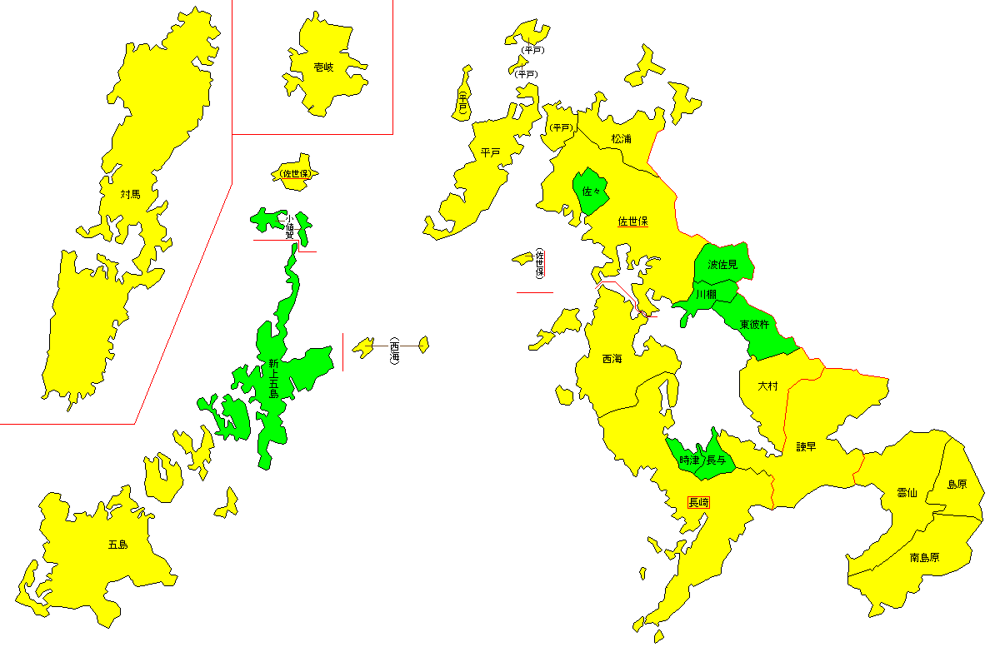 (平戸)
壱岐
(平戸)
(平戸)
(平戸)
松浦
平戸
(佐世保)
対馬
佐々
佐世保
小値賀
(佐世保)
波佐見
川棚
東彼杵
(西海)
西海
新上五島
大村
諫早
時津
長与
島原
雲仙
長崎
五島
南島原